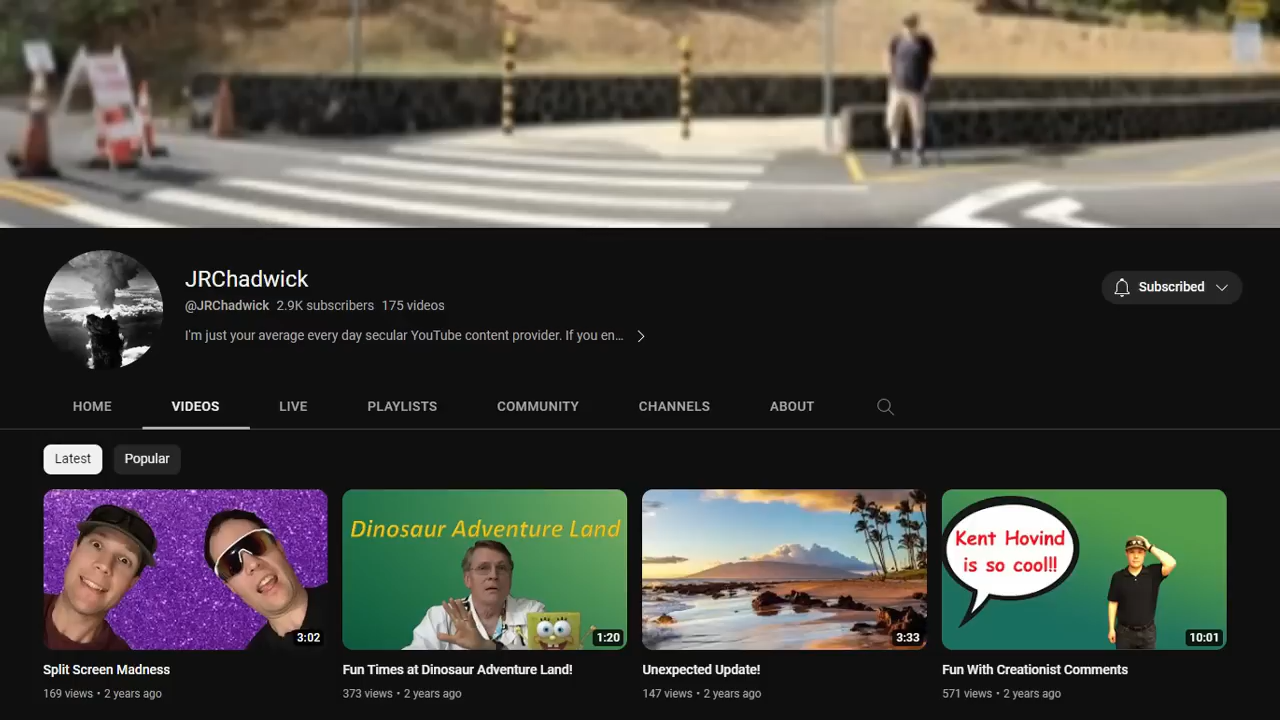 JRChadwick
@JRChadwick 2.9K subscribers 175 videos
I'm just your average every day secular YouTube content provider. If you en...
Subscribed
HOME VIDEOS LIVE PLAYLISTS COMMUNITY CHANNELS ABOUT
Latest Popular
3:02
Dinosaur Adventure Land
1:20
3:33
Kent Hovind
is so cool!!
10:01
Split Screen Madness
169 views • 2 years ago
Fun Times at Dinosaur Adventure Land!
373 views • 2 years ago
Unexpected Update!
147 views • 2 years ago
Fun With Creationist Comments
571 views • 2 years ago